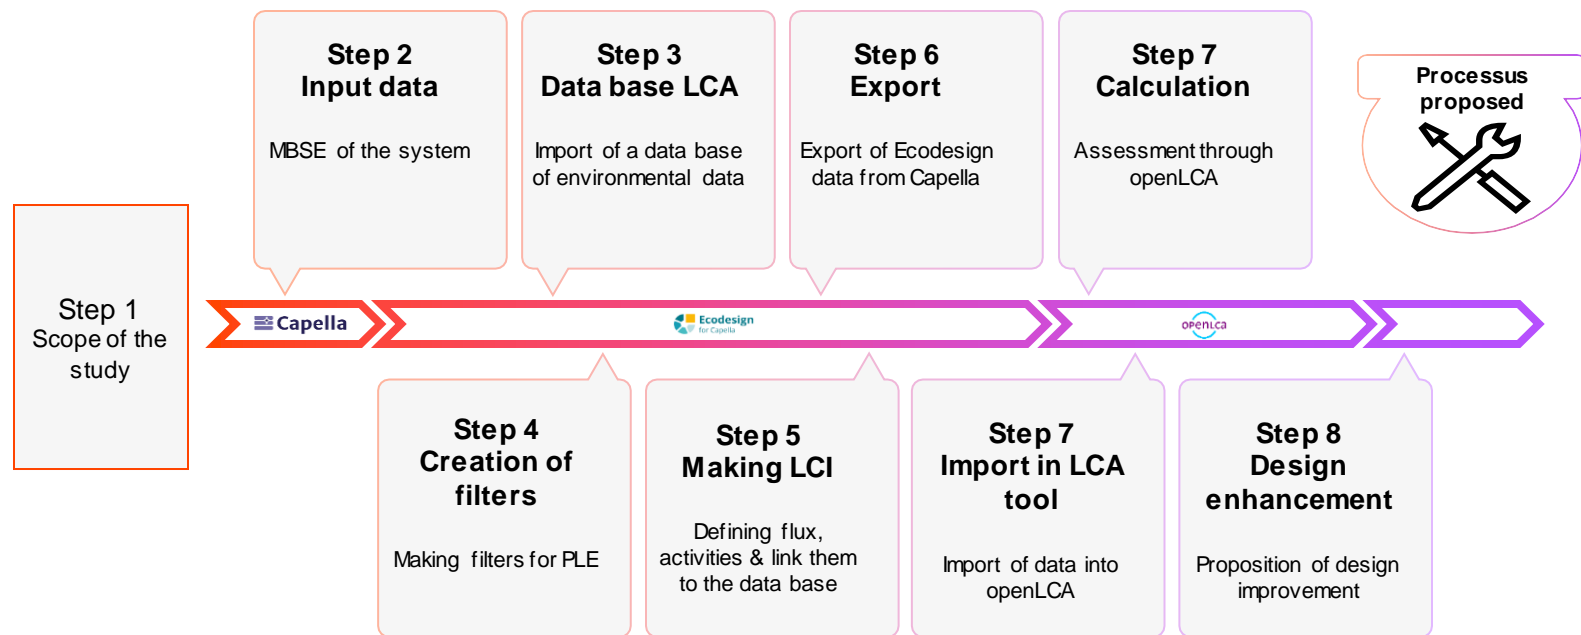 Step 1
Scope of the
study
Step 2
Input data
MBSE of the system
Step 3
Data base LCA
Import of a data base
of environmental data
Step 6
Export
Export of Ecodesign
data from Capella
Step 7
Calculation
Assessment through
openLCA
Processus
proposed
Capella
Ecodesign
for Capella
openLca
Step 4
Creation of
filters
Making filters for PLE
Step 5
Making LCI
Defining flux,
activities & link them
to the data base
Step 7
Import in LCA
tool
Import of data into
openLCA
Step 8
Design
enhancement
Proposition of design
improvement